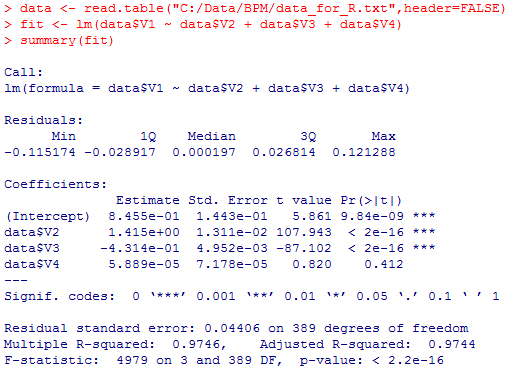 > data <- read.table("C:/Data/BPM/data_for_R.txt",header=FALSE)
> fit <- lm(data$V1 ~ data$V2 + data$V3 + data$V4)
> summary(fit)
Call:
lm(formula = data$V1 ~ data$V2 + data$V3 + data$V4)
Residuals:
Min 1Q Median 3Q Max
-0.115174 -0.028917 0.000197 0.026814 0.121288
Coefficients:
Estimate Std. Error t value Pr(>|t|)
(Intercept) 8.455e-01 1.443e-01 5.861 9.84e-09 ***
data$V2 1.415e+00 1.311e-02 107.943 < 2e-16 ***
data$V3 -4.314e-01 4.952e-03 -87.102 < 2e-16 ***
data$V4 5.889e-05 7.178e-05 0.820 0.412
---
Signif. codes: 0 ‘***’ 0.001 ‘**’ 0.01 ‘*’ 0.05 ‘.’ 0.1 ‘ ’ 1
Residual standard error: 0.04406 on 389 degrees of freedom
Multiple R-squared: 0.9746, Adjusted R-squared: 0.9744
F-statistic: 4979 on 3 and 389 DF, p-value: < 2.2e-16